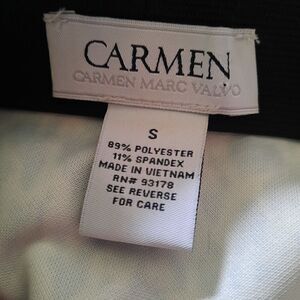 CARMEN
CARMEN MARC VALVO
S
89% POLYESTER
11% SPANDEX
MADE IN VIETNAM
RN# 93178
SEE REVERSE
FOR CARE